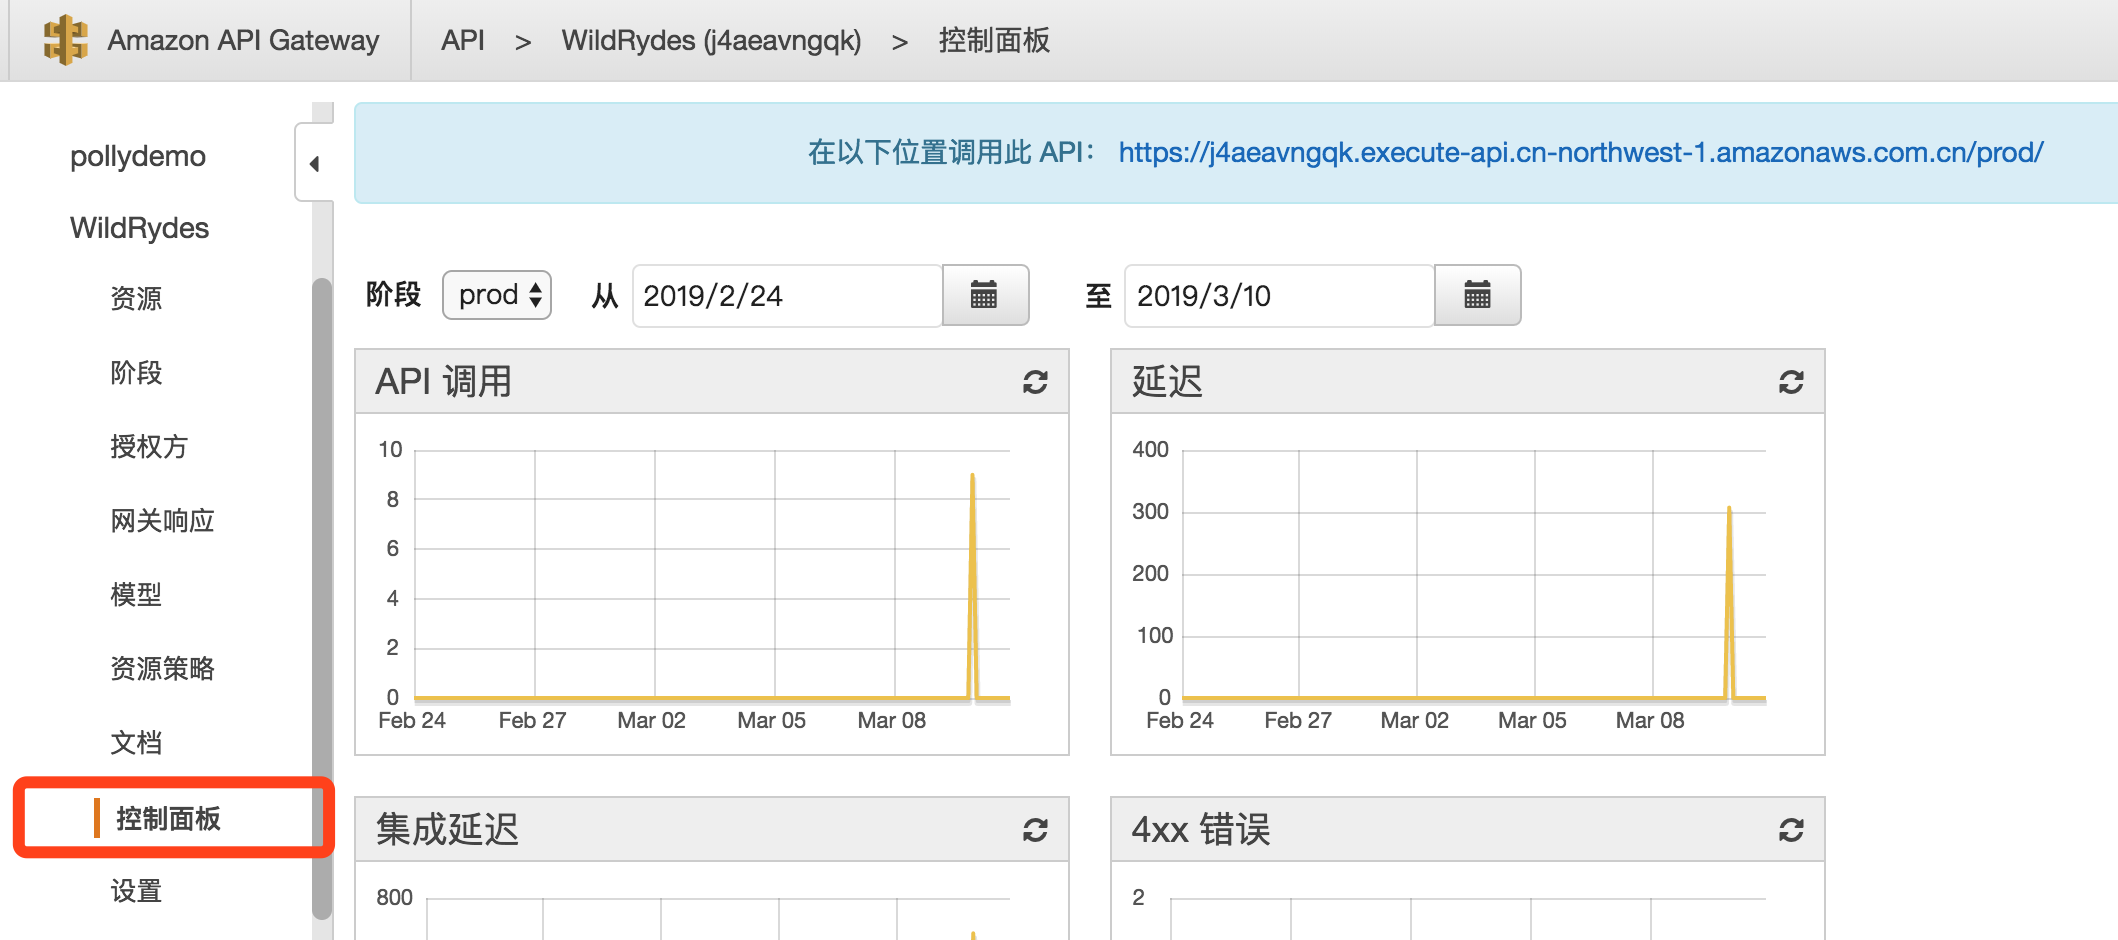 Amazon API Gateway
API > WildRydes (j4aeavngqk) > 控制面板
pollydemo
WildRydes
资源
阶段
授权方
网关响应
模型
资源策略
文档
控制面板
设置
在以下位置调用此 API： https://j4aeavngqk.execute-api.cn-northwest-1.amazonaws.com.cn/prod/
阶段 prod 从 2019/2/24 至 2019/3/10
API 调用
10
8
6
4
2
0
Feb 24 Feb 27 Mar 02 Mar 05 Mar 08
延迟
400
300
200
100
0
Feb 24 Feb 27 Mar 02 Mar 05 Mar 08
集成延迟
800
4xx 错误
2